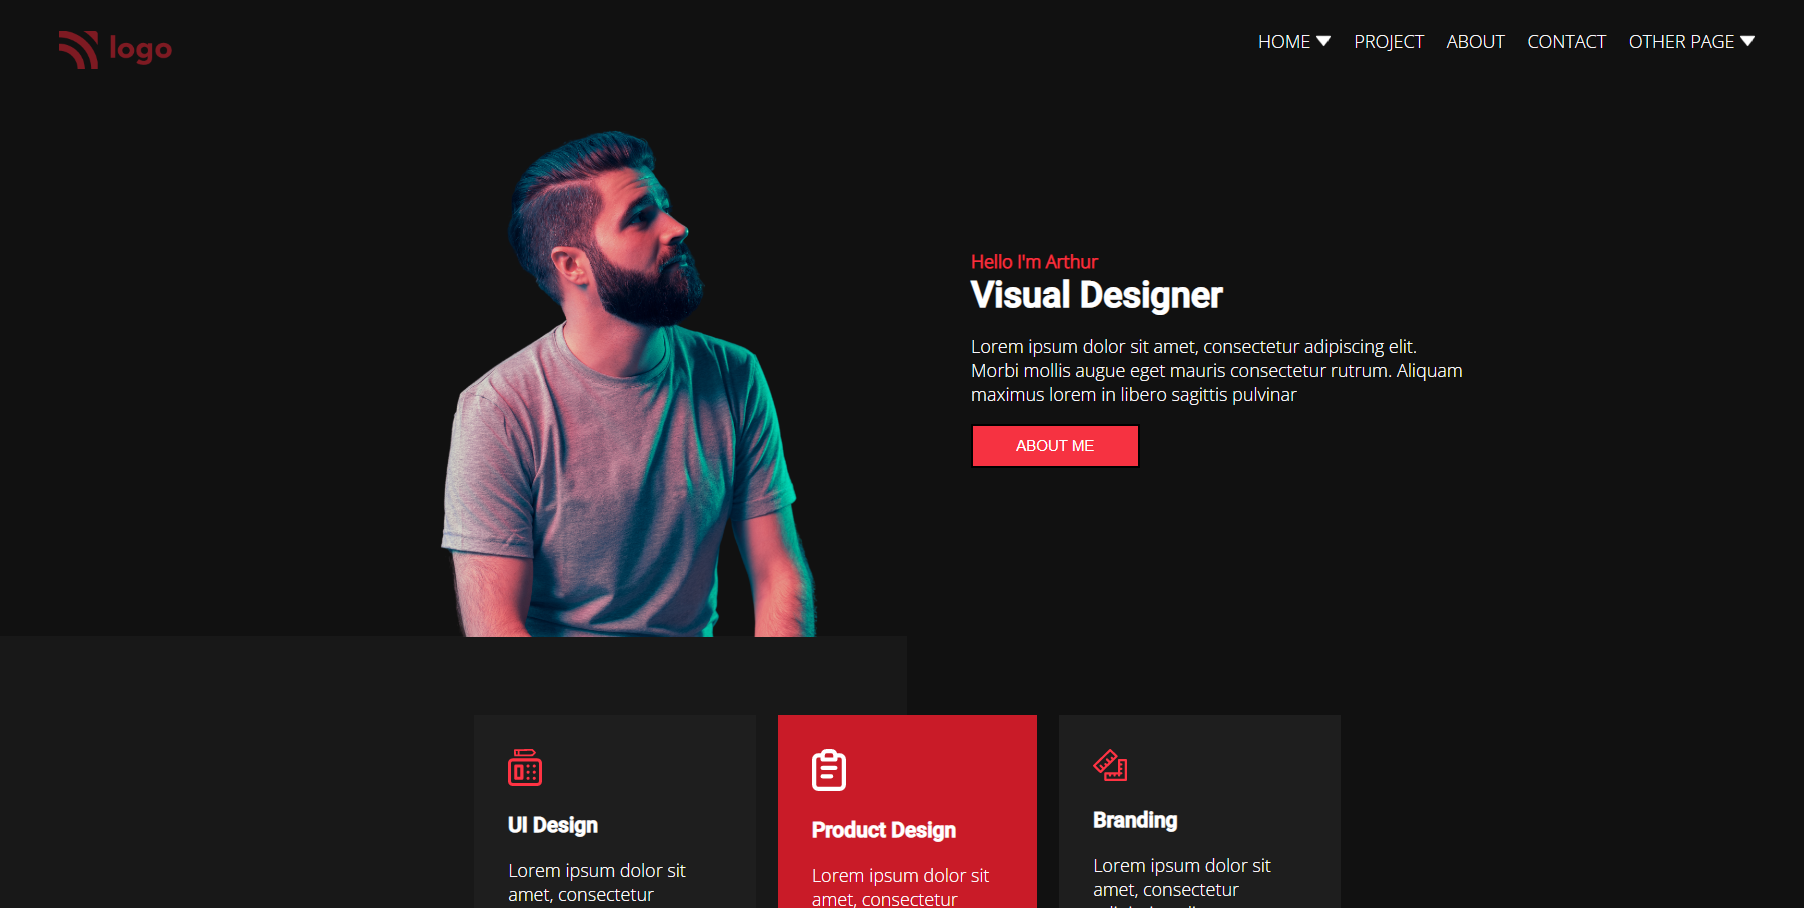 logo
HOME PROJECT ABOUT CONTACT OTHER PAGE
Hello I'm Arthur
Visual Designer
Lorem ipsum dolor sit amet, consectetur adipiscing elit.
Morbi mollis augue eget mauris consectetur rutrum. Aliquam
maximus lorem in libero sagittis pulvinar
ABOUT ME
UI Design
Lorem ipsum dolor sit
amet, consectetur
Product Design
Lorem ipsum dolor sit
amet, consectetur
Branding
Lorem ipsum dolor sit
amet, consectetur